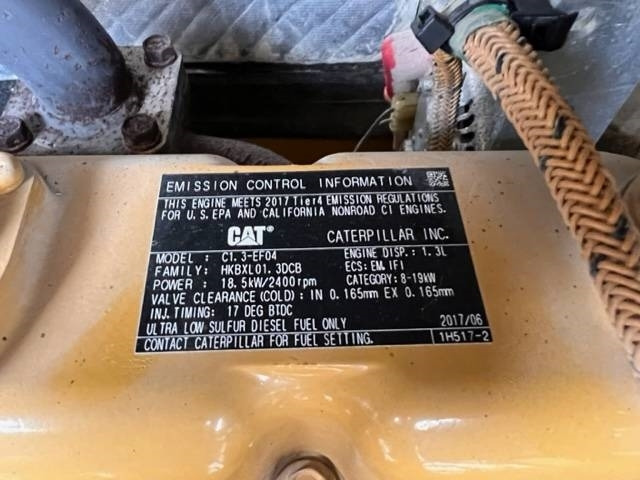 EMISSION CONTROL INFORMATION
THIS ENGINE MEETS 2017 Tier4 EMISSION REGULATIONS
FOR U.S. EPA AND CALIFORNIA NONROAD CI ENGINES.
CAT® CATERPILLAR INC.
MODEL : C1.3-EF04 ENGINE DISP.: 1.3L
FAMILY: HKBXL01.3DCB ECS: EM, IFI
POWER : 18.5kW/2400rpm CATEGORY: 8-19kW
VALVE CLEARANCE (COLD): IN 0.165mm EX 0.165mm
INJ. TIMING: 17 DEG BTDC
ULTRA LOW SULFUR DIESEL FUEL ONLY 2017/06
CONTACT CATERPILLAR FOR FUEL SETTING. 1H517-2